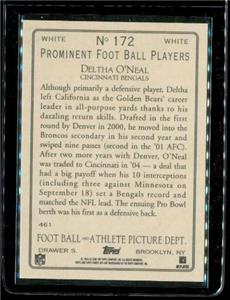 WHITE Nº 172 WHITE
PROMINENT FOOT BALL PLAYERS
DELTHA O'NEAL
CINCINNATI BENGALS
Although primarily a defensive player, Deltha
left California as the Golden Bears' career
leader in all-purpose yardage thanks to his
dazzling return skills. Drafted in the first
round by Denver in 2000, he moved into the
Broncos secondary in his second year and
swiped nine passes (second in the '01 AFC).
After two more years with Denver, O'Neal
was traded to Cincinnati in '04 — a deal that
had a big payoff when his 10 interceptions
(including three against Minnesota on
September 18) set a Bengals record and
matched the NFL lead. The ensuing Pro Bowl
berth was his first as a defensive back.
461
FOOT BALL AND ATHLETE PICTURE DEPT.
DRAWER S. Topps BROOKLYN, NY